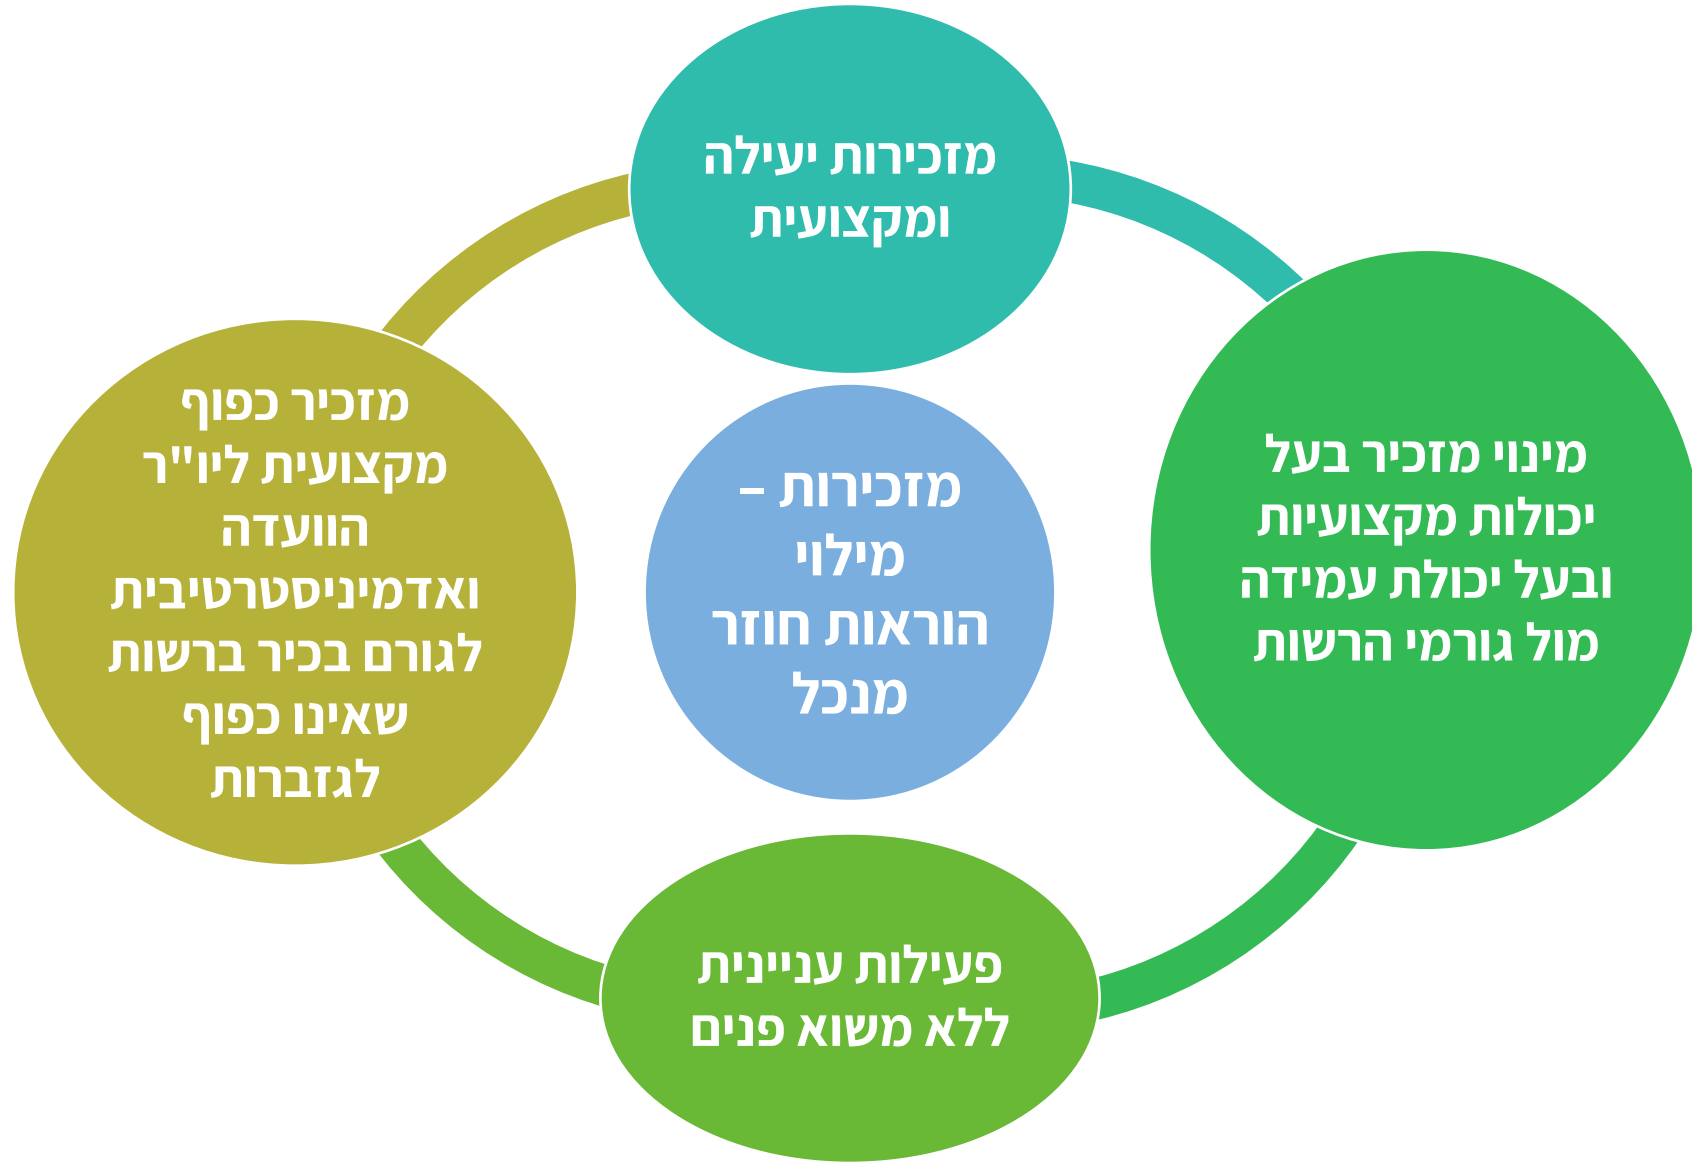 מזכירות יעילה
ומקצועית
מינוי מזכיר בעל
יכולות מקצועיות
ובעל יכולת עמידה
מול גורמי הרשות
פעילות עניינית
ללא משוא פנים
מזכיר כפוף
מקצועית ליו"ר
הוועדה
ואדמיניסטרטיבית
לגורם בכיר ברשות
שאינו כפוף
לגזברות
מזכירות –
מילוי
הוראות חוזר
מנכל